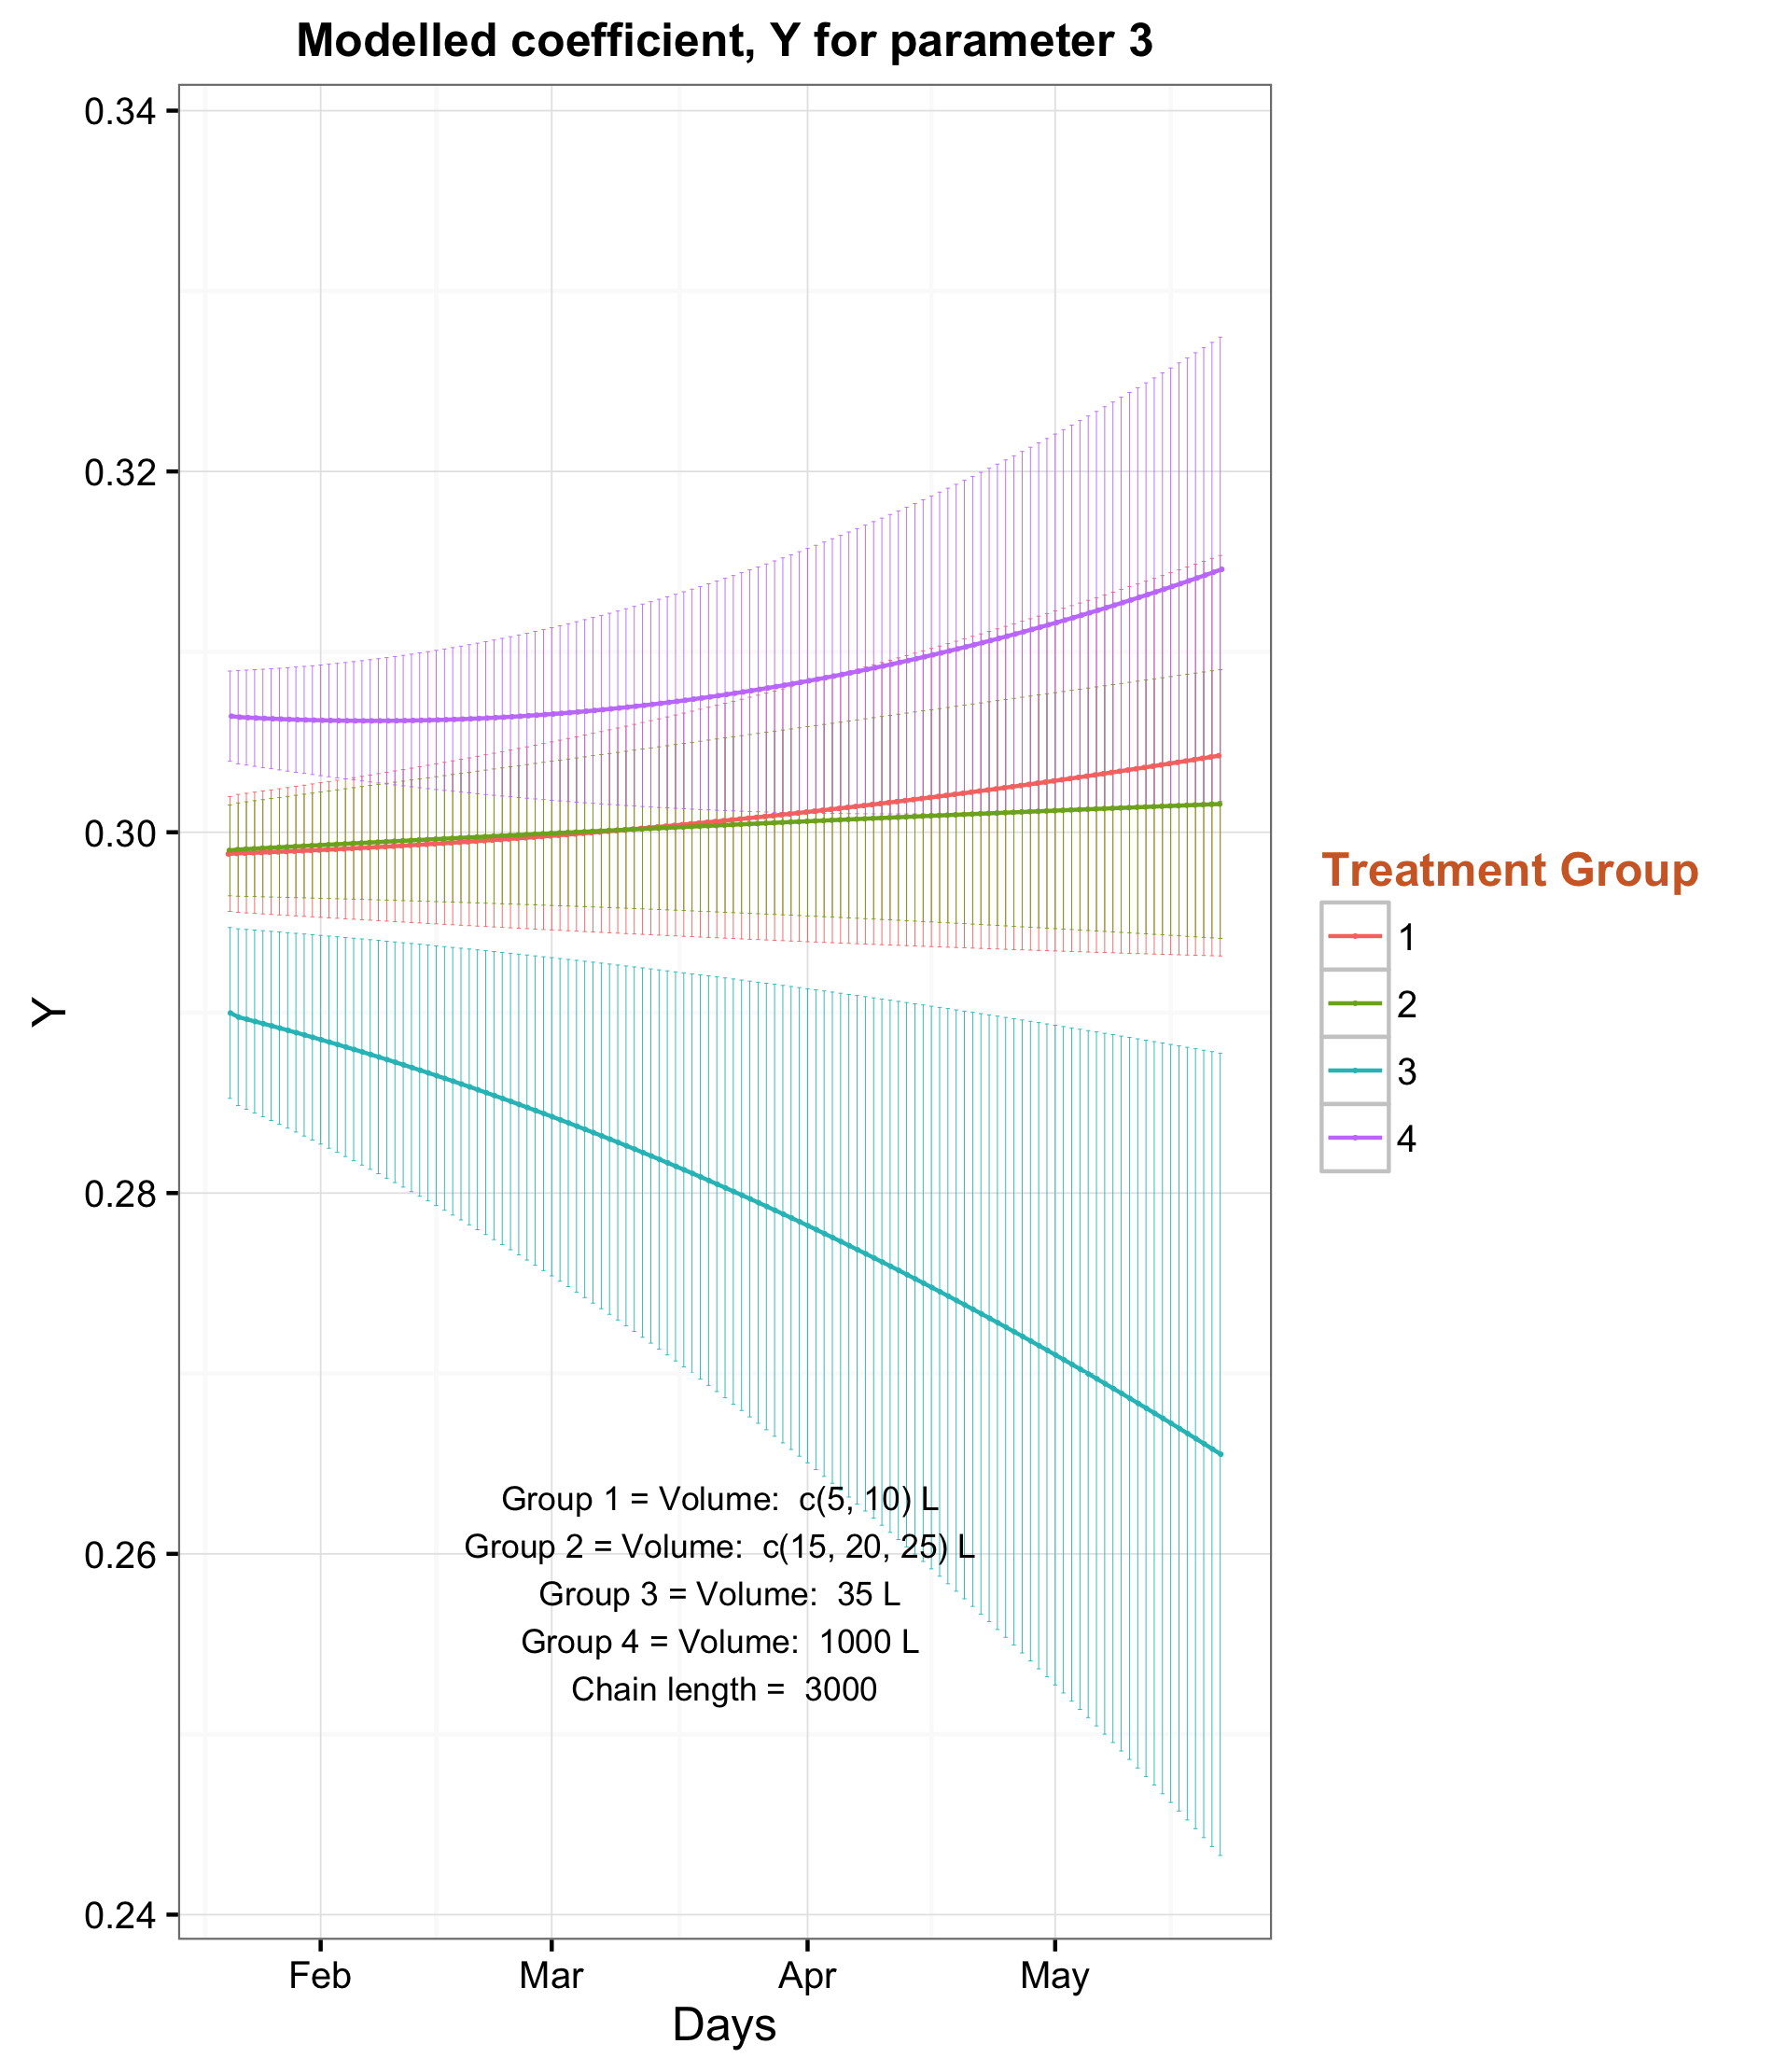 Modelled coefficient, Y for parameter 3
0.34
0.32
0.30
0.28
0.26
0.24
Y
Group 1 = Volume:  c(5, 10) L
Group 2 = Volume:  c(15, 20, 25) L
Group 3 = Volume:  35 L
Group 4 = Volume:  1000 L
Chain length =  3000
Feb Mar Apr May
Days
Treatment Group
1
2
3
4